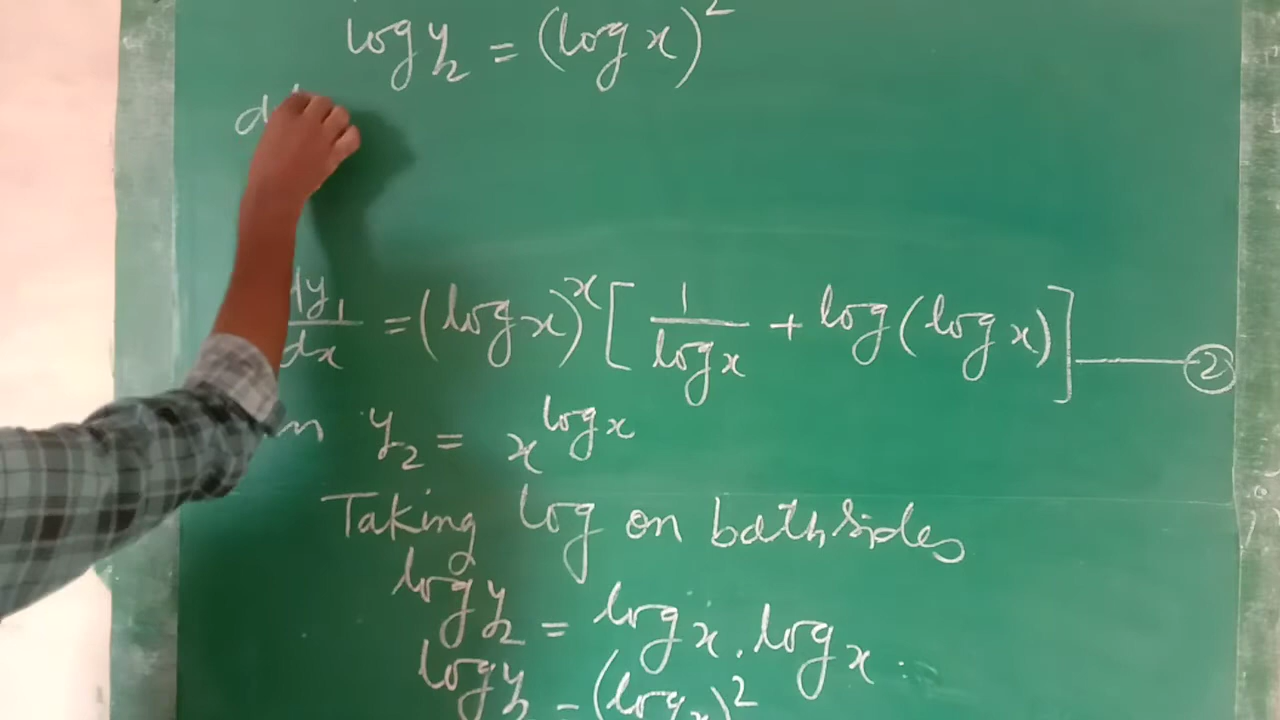 log y₂ = (log x)²
d
dy₁/dx = (log x)ˣ [ 1/log x + log(log x) ] —— ②
y₂ = x^(log x)
Taking log on bathsides
log y₂ = log x . log x .
log y₂ = (log x)²